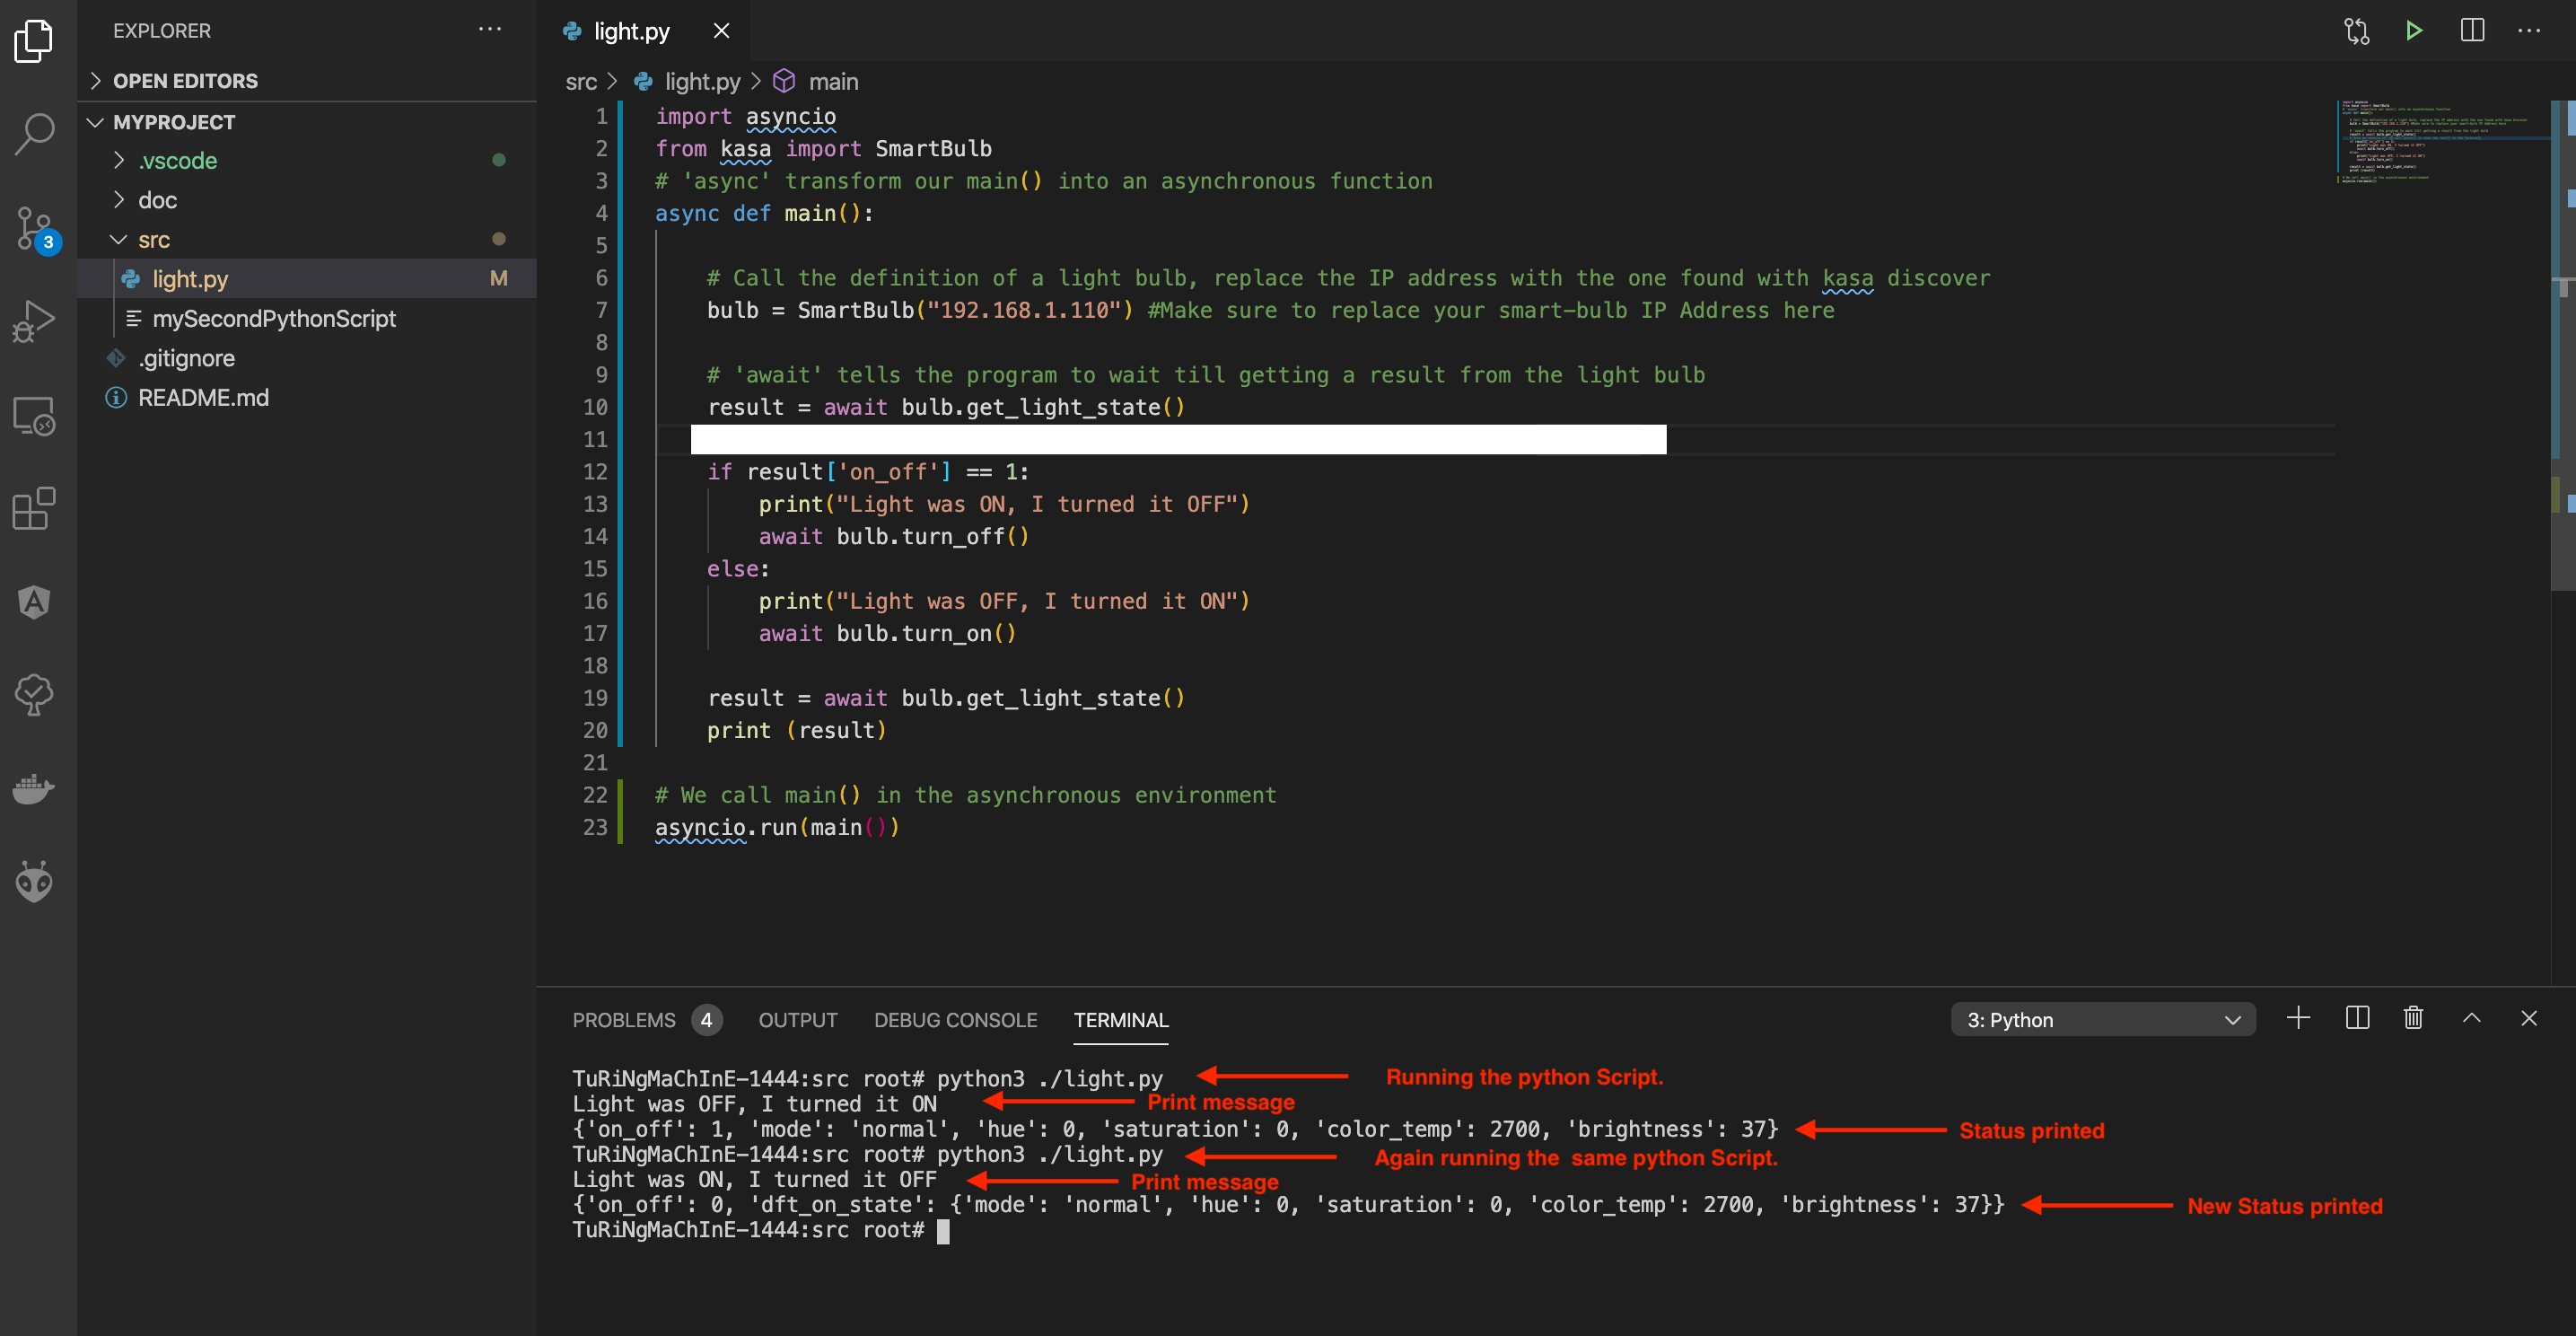 EXPLORER
OPEN EDITORS
MYPROJECT
.vscode
doc
src
light.py M
mySecondPythonScript
.gitignore
README.md
3
light.py
src > light.py > main
1 import asyncio
2 from kasa import SmartBulb
3 # 'async' transform our main() into an asynchronous function
4 async def main():
5
6 # Call the definition of a light bulb, replace the IP address with the one found with kasa discover
7 bulb = SmartBulb("192.168.1.110") #Make sure to replace your smart-bulb IP Address here
8
9 # 'await' tells the program to wait till getting a result from the light bulb
10 result = await bulb.get_light_state()
11
12 if result['on_off'] == 1:
13 print("Light was ON, I turned it OFF")
14 await bulb.turn_off()
15 else:
16 print("Light was OFF, I turned it ON")
17 await bulb.turn_on()
18
19 result = await bulb.get_light_state()
20 print (result)
21
22 # We call main() in the asynchronous environment
23 asyncio.run(main())
PROBLEMS 4 OUTPUT DEBUG CONSOLE TERMINAL 3: Python
TuRiNgMaChInE-1444:src root# python3 ./light.py Running the python Script.
Light was OFF, I turned it ON Print message
{'on_off': 1, 'mode': 'normal', 'hue': 0, 'saturation': 0, 'color_temp': 2700, 'brightness': 37} Status printed
TuRiNgMaChInE-1444:src root# python3 ./light.py Again running the same python Script.
Light was ON, I turned it OFF Print message
{'on_off': 0, 'dft_on_state': {'mode': 'normal', 'hue': 0, 'saturation': 0, 'color_temp': 2700, 'brightness': 37}} New Status printed
TuRiNgMaChInE-1444:src root#